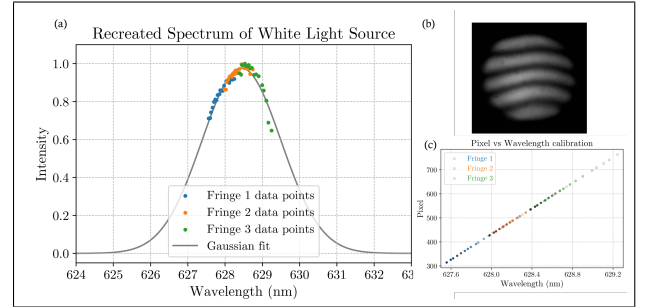 (a)
Recreated Spectrum of White Light Source
Intensity
1.0
0.8
0.6
0.4
0.2
0.0
Fringe 1 data points
Fringe 2 data points
Fringe 3 data points
Gaussian fit
624 625 626 627 628 629 630 631 632 63
Wavelength (nm)
(b)
(c)
Pixel vs Wavelength calibration
Pixel
700
600
500
400
300
Fringe 1
Fringe 2
Fringe 3
627.6 628.0 628.4 628.8 629.2
Wavelength (nm)